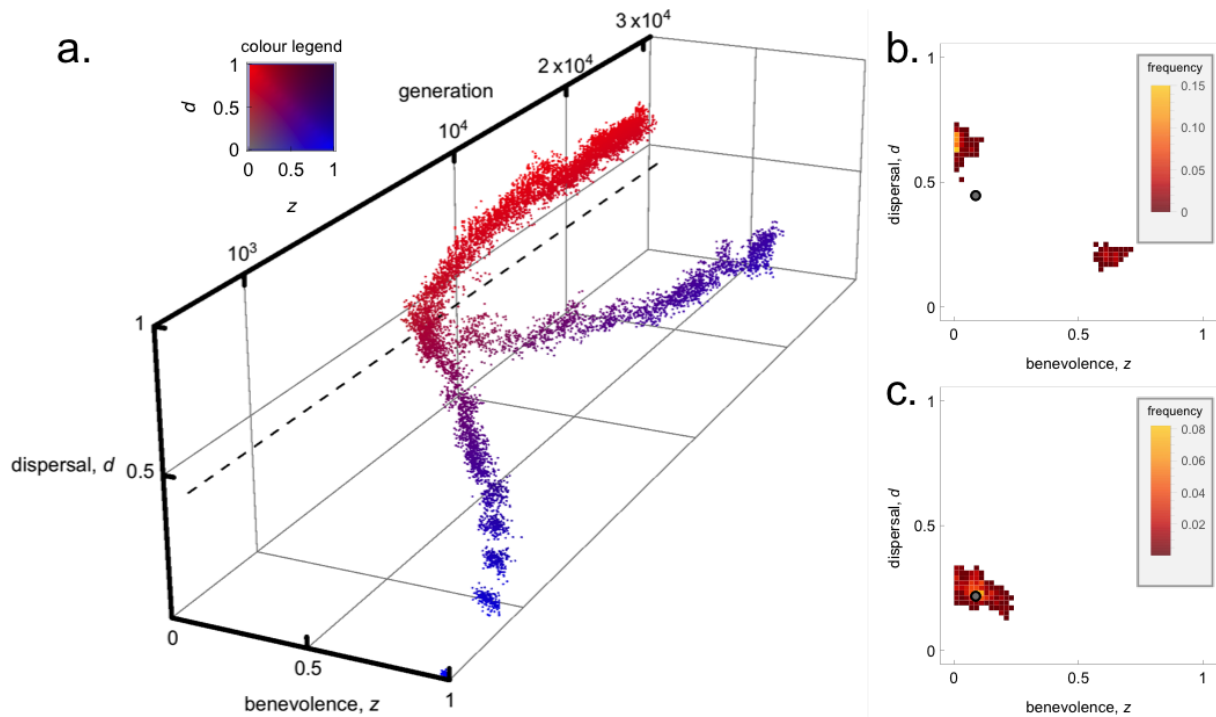 a.
colour legend
1
0.5
0
d
0
0.5
1
z
generation
3 x10⁴
2 x10⁴
10⁴
10³
1
dispersal, d
0.5
0
0.5
1
benevolence, z
b.
1
0.5
0
dispersal, d
0
0.5
1
benevolence, z
frequency
0.15
0.10
0.05
0
c.
1
0.5
0
dispersal, d
0
0.5
1
benevolence, z
frequency
0.08
0.06
0.04
0.02